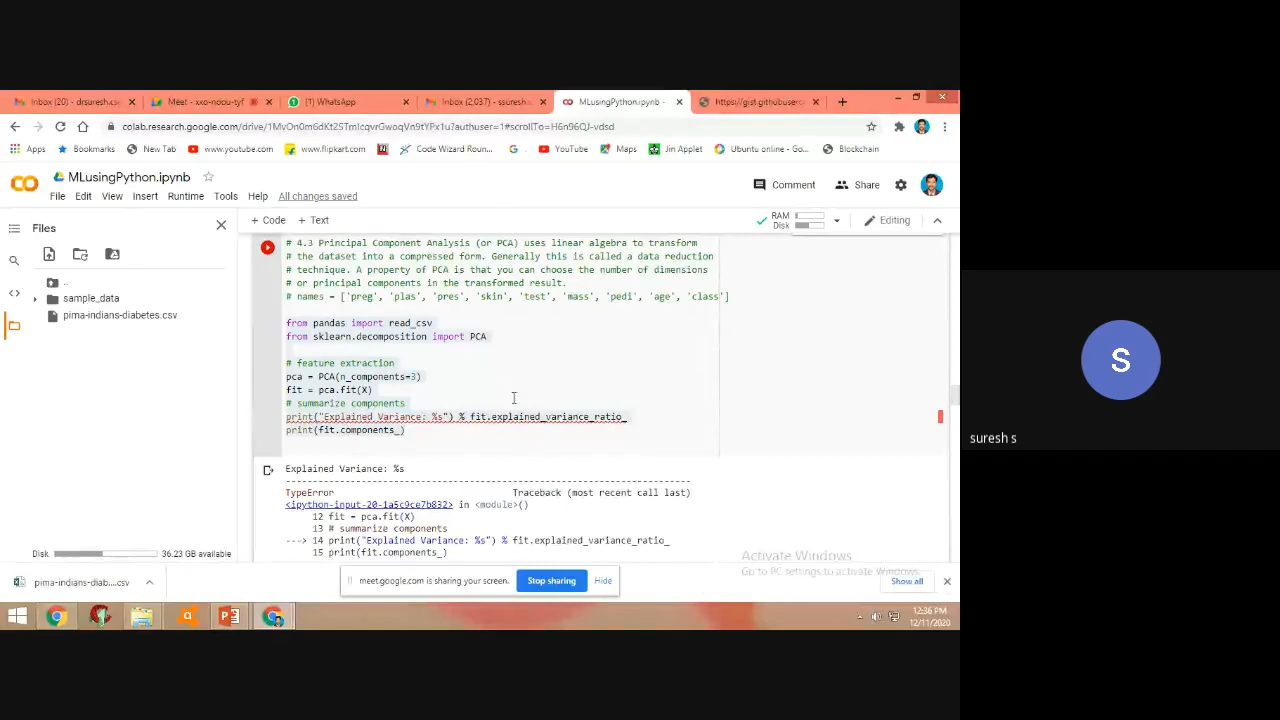 Inbox (20) - drsuresh.cse
Meet - xxo-nodu-tyf
(1) WhatsApp
Inbox (2,037) - ssuresh
MLusingPython.ipynb -
https://gist.githubuserc
colab.research.google.com/drive/
?authuser=1#scrollTo=H6n96QJ-vdsd
Apps
Bookmarks
New Tab
www.youtube.com
www.flipkart.com
Code Wizard Roun...
YouTube
Maps
Jin Applet
Ubuntu online - Go...
Blockchain
MLusingPython.ipynb
Comment
Share
File Edit View Insert Runtime Tools Help All changes saved
Files
+ Code + Text
RAM
Disk
Editing
# 4.3 Principal Component Analysis (or PCA) uses linear algebra to transform
# the dataset into a compressed form. Generally this is called a data reduction
# technique. A property of PCA is that you can choose the number of dimensions
# or principal components in the transformed result.
# names = ['preg', 'plas', 'pres', 'skin', 'test', 'mass', 'pedi', 'age', 'class']
..
sample_data
pima-indians-diabetes.csv
from pandas import read_csv
from sklearn.decomposition import PCA
# feature extraction
pca = PCA(n_components=3)
fit = pca.fit(X)
# summarize components
print("Explained Variance: %s") % fit.explained_variance_ratio_
print(fit.components_)
Explained Variance: %s
---------------------------------------------------------------------------
TypeError Traceback (most recent call last)
<ipython-input-20-1a5c9ce7b832> in <module>()
12 fit = pca.fit(X)
13 # summarize components
---> 14 print("Explained Variance: %s") % fit.explained_variance_ratio_
15 print(fit.components_)
Disk 36.23 GB available
Activate Windows
Go to PC settings to activate Windows.
pima-indians-diab....csv
meet.google.com is sharing your screen.
Stop sharing
Hide
Show all
12:36 PM
12/11/2020
S
suresh s